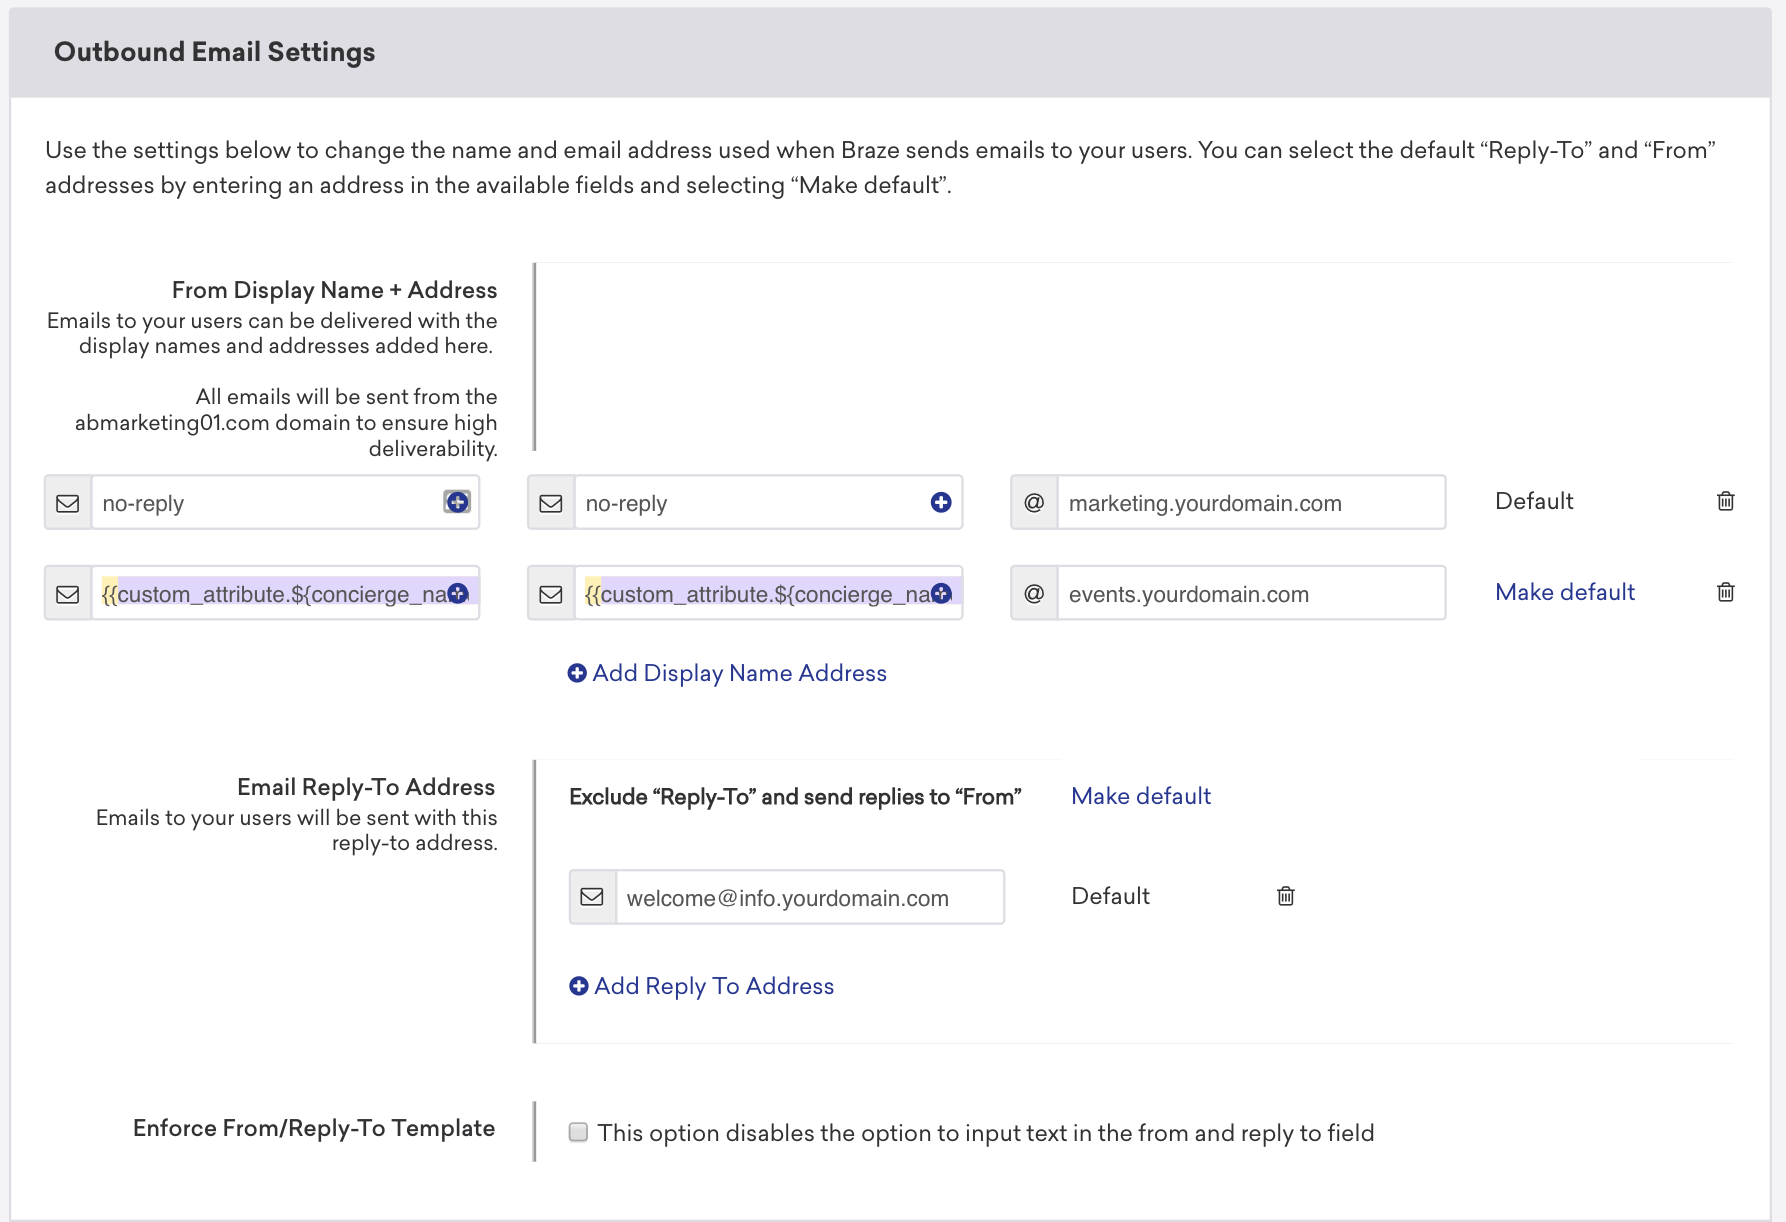 Outbound Email Settings
Use the settings below to change the name and email address used when Braze sends emails to your users. You can select the default “Reply-To” and “From”
addresses by entering an address in the available fields and selecting “Make default”.
From Display Name + Address
Emails to your users can be delivered with the
display names and addresses added here.
All emails will be sent from the
abmarketing01.com domain to ensure high
deliverability.
no-reply
no-reply
@ marketing.yourdomain.com
Default
{{custom_attribute.${concierge_na
{{custom_attribute.${concierge_na
@ events.yourdomain.com
Make default
Add Display Name Address
Email Reply-To Address
Emails to your users will be sent with this
reply-to address.
Exclude “Reply-To” and send replies to “From”
Make default
welcome@info.yourdomain.com
Default
Add Reply To Address
Enforce From/Reply-To Template
This option disables the option to input text in the from and reply to field